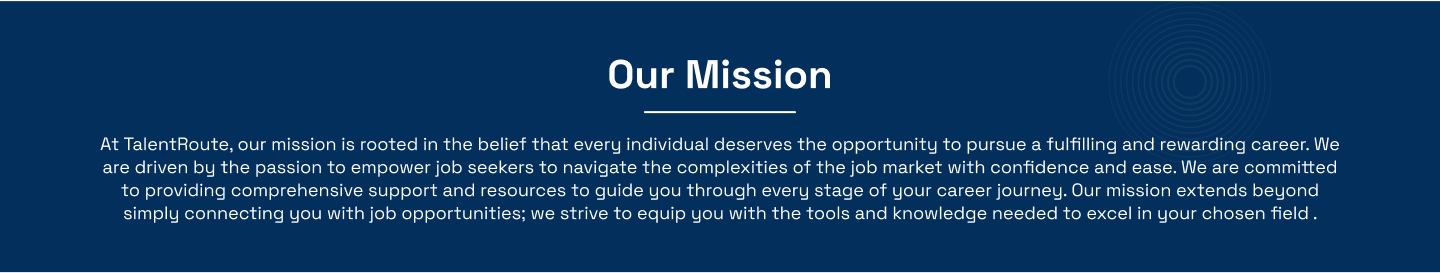 Our Mission
At TalentRoute, our mission is rooted in the belief that every individual deserves the opportunity to pursue a fulfilling and rewarding career. We
are driven by the passion to empower job seekers to navigate the complexities of the job market with confidence and ease. We are committed
to providing comprehensive support and resources to guide you through every stage of your career journey. Our mission extends beyond
simply connecting you with job opportunities; we strive to equip you with the tools and knowledge needed to excel in your chosen field .